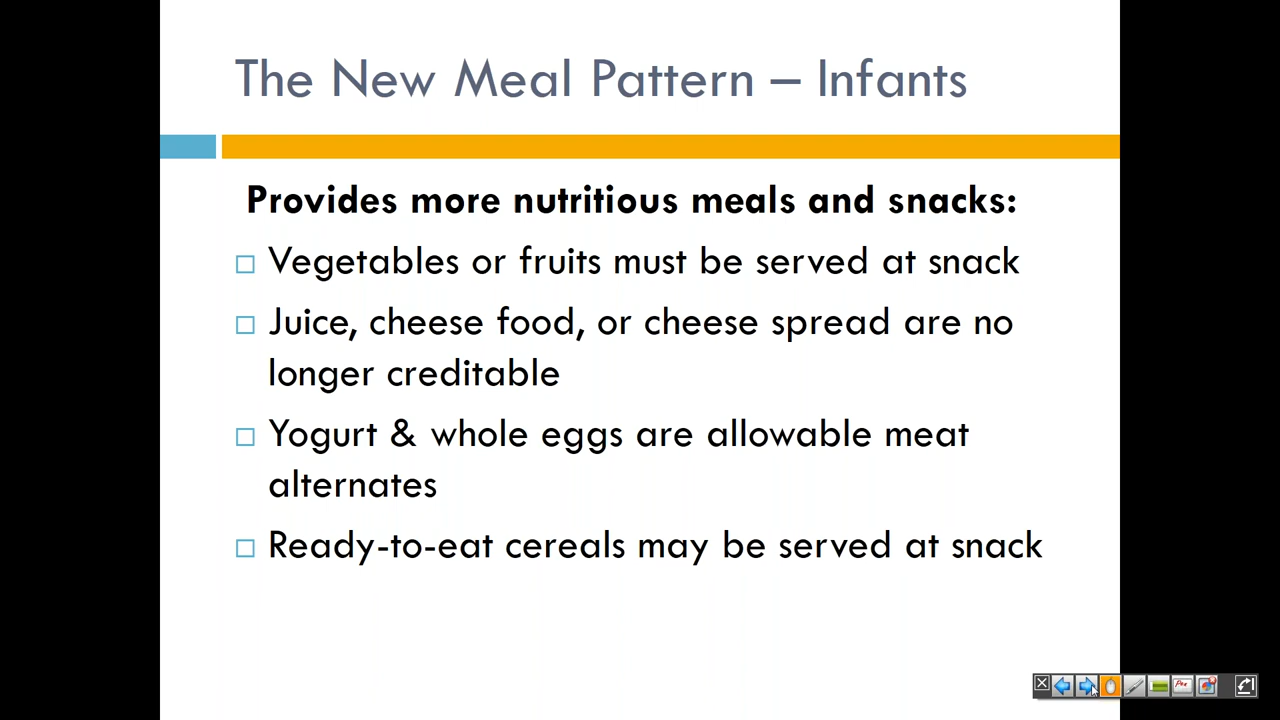 The New Meal Pattern – Infants
Provides more nutritious meals and snacks:
Vegetables or fruits must be served at snack
Juice, cheese food, or cheese spread are no
longer creditable
Yogurt & whole eggs are allowable meat
alternates
Ready-to-eat cereals may be served at snack